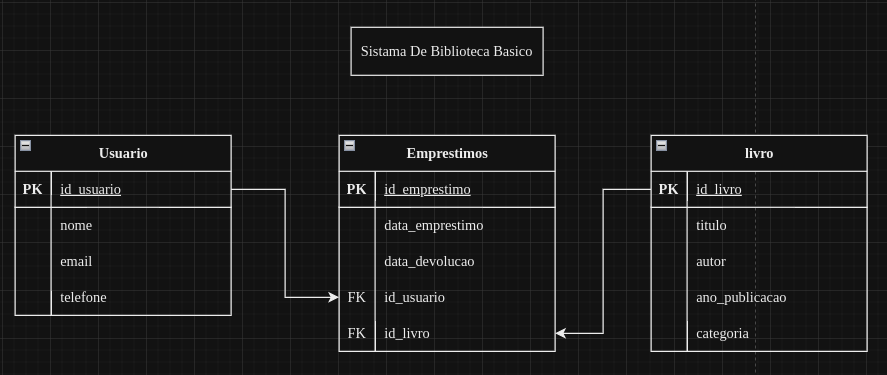 Sistama De Biblioteca Basico
Usuario
PK id_usuario
nome
email
telefone
Emprestimos
PK id_emprestimo
data_emprestimo
data_devolucao
FK id_usuario
FK id_livro
livro
PK id_livro
titulo
autor
ano_publicacao
categoria